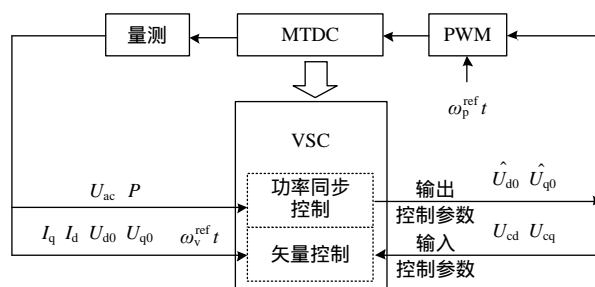 量测
MTDC
PWM
ω_p^ref t
VSC
U_ac P
功率同步
控制
输出
控制参数
Û_d0 Û_q0
I_q I_d U_d0 U_q0 ω_v^ref t
矢量控制
输入
控制参数
U_cd U_cq